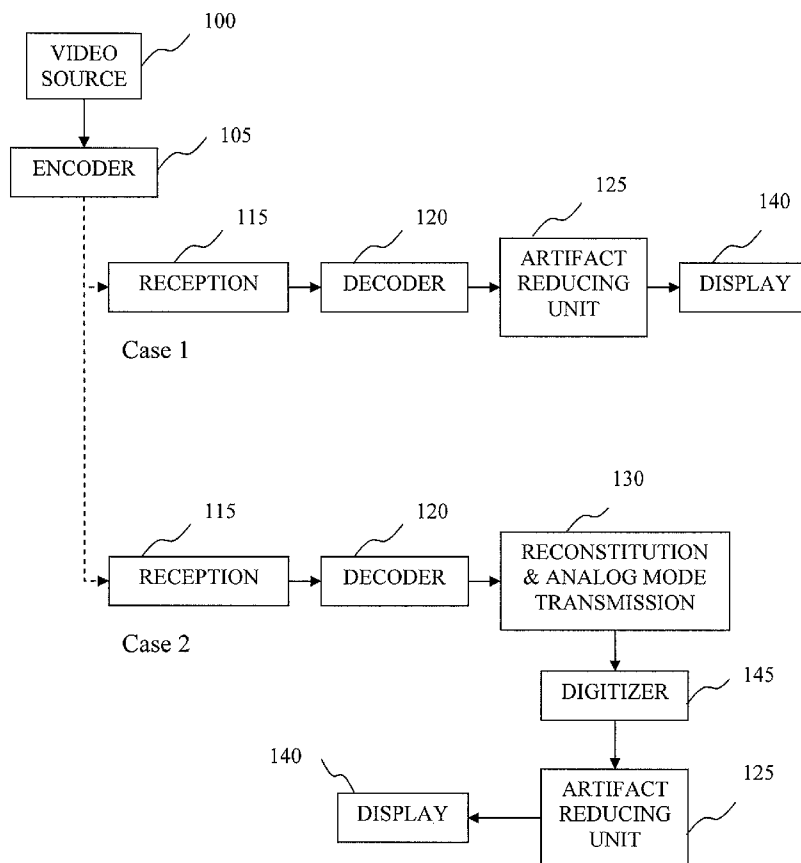 100
VIDEO
SOURCE
105
ENCODER
115
120
125
140
RECEPTION
DECODER
ARTIFACT
REDUCING
UNIT
DISPLAY
Case 1
115
120
130
RECEPTION
DECODER
RECONSTITUTION
& ANALOG MODE
TRANSMISSION
Case 2
145
DIGITIZER
140
125
DISPLAY
ARTIFACT
REDUCING
UNIT